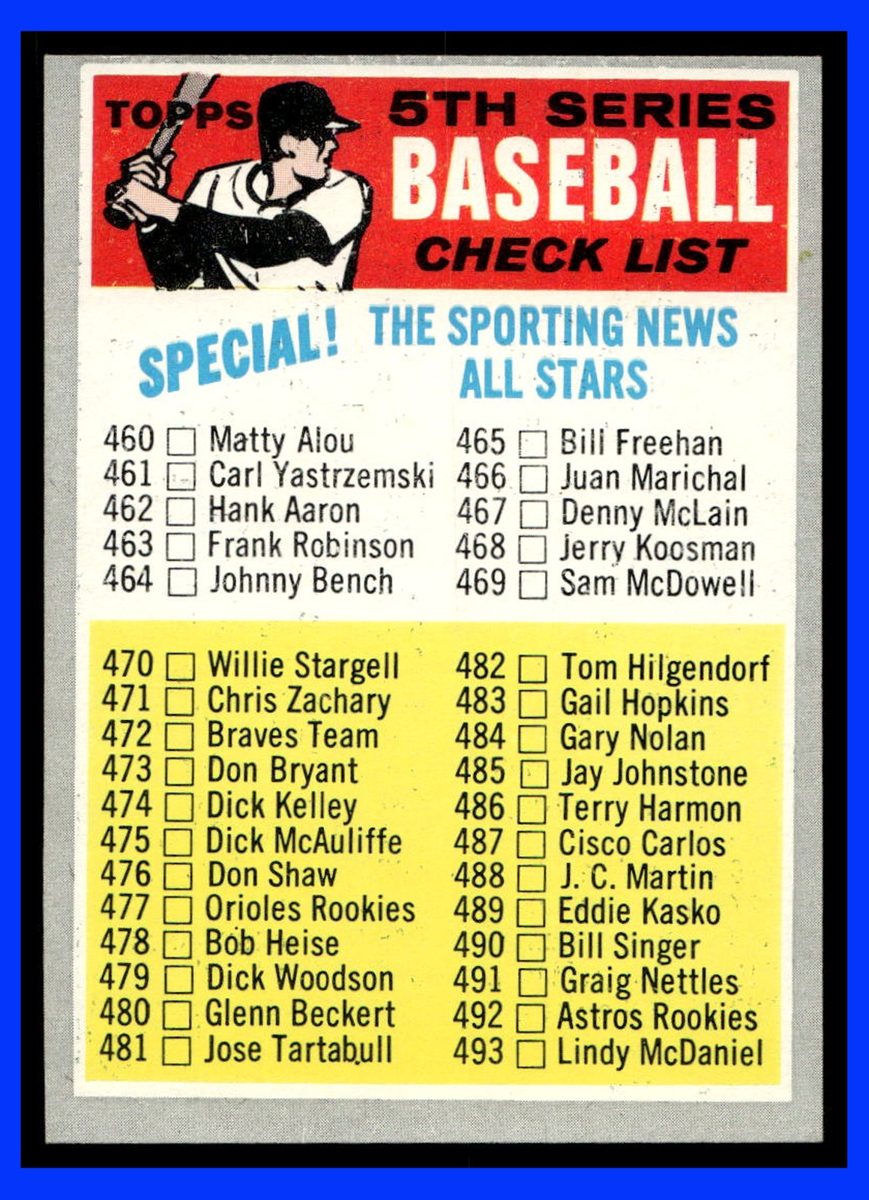 TOPPS
5TH SERIES
BASEBALL
CHECK LIST
SPECIAL! THE SPORTING NEWS
ALL STARS
460 Matty Alou
461 Carl Yastrzemski
462 Hank Aaron
463 Frank Robinson
464 Johnny Bench
465 Bill Freehan
466 Juan Marichal
467 Denny McLain
468 Jerry Koosman
469 Sam McDowell
470 Willie Stargell
471 Chris Zachary
472 Braves Team
473 Don Bryant
474 Dick Kelley
475 Dick McAuliffe
476 Don Shaw
477 Orioles Rookies
478 Bob Heise
479 Dick Woodson
480 Glenn Beckert
481 Jose Tartabull
482 Tom Hilgendorf
483 Gail Hopkins
484 Gary Nolan
485 Jay Johnstone
486 Terry Harmon
487 Cisco Carlos
488 J. C. Martin
489 Eddie Kasko
490 Bill Singer
491 Graig Nettles
492 Astros Rookies
493 Lindy McDaniel